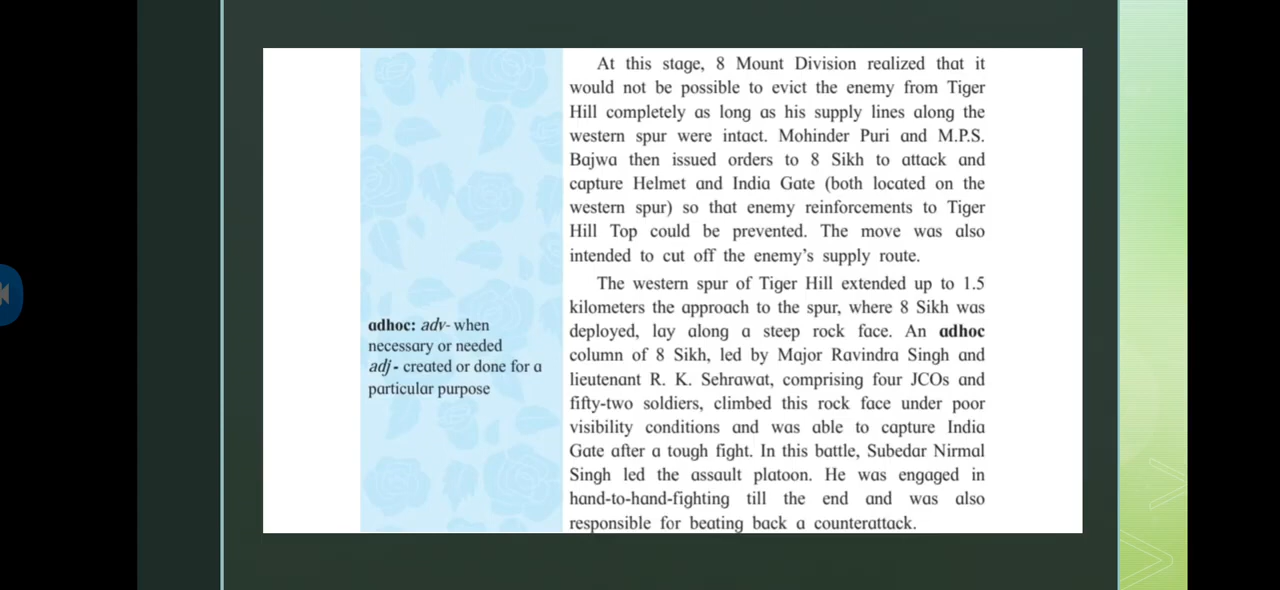 At this stage, 8 Mount Division realized that it
would not be possible to evict the enemy from Tiger
Hill completely as long as his supply lines along the
western spur were intact. Mohinder Puri and M.P.S.
Bajwa then issued orders to 8 Sikh to attack and
capture Helmet and India Gate (both located on the
western spur) so that enemy reinforcements to Tiger
Hill Top could be prevented. The move was also
intended to cut off the enemy's supply route.
The western spur of Tiger Hill extended up to 1.5
kilometers the approach to the spur, where 8 Sikh was
deployed, lay along a steep rock face. An adhoc
column of 8 Sikh, led by Major Ravindra Singh and
lieutenant R. K. Sehrawat, comprising four JCOs and
fifty-two soldiers, climbed this rock face under poor
visibility conditions and was able to capture India
Gate after a tough fight. In this battle, Subedar Nirmal
Singh led the assault platoon. He was engaged in
hand-to-hand-fighting till the end and was also
responsible for beating back a counterattack.
adhoc: adv- when
necessary or needed
adj - created or done for a
particular purpose